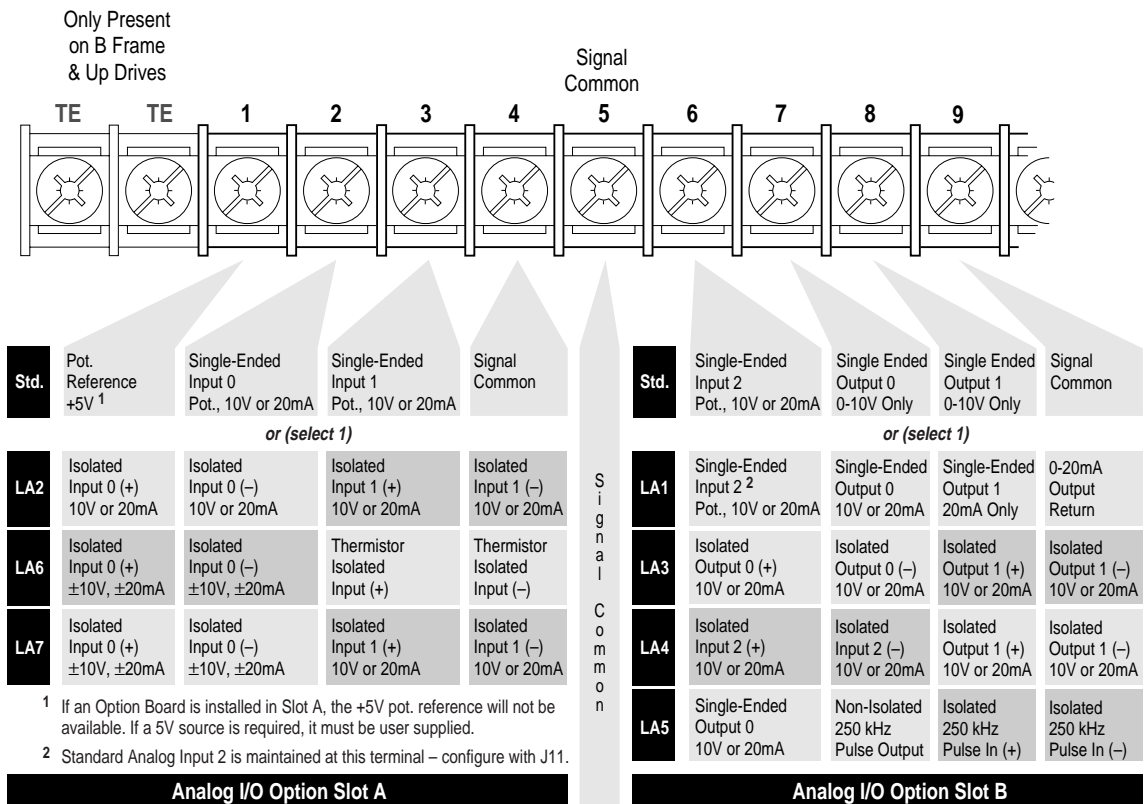 Only Present
on B Frame
& Up Drives
Signal
Common
TE TE 1 2 3 4 5 6 7 8 9
Std.
Pot.
Reference
+5V 1
Single-Ended
Input 0
Pot., 10V or 20mA
Single-Ended
Input 1
Pot., 10V or 20mA
Signal
Common
or (select 1)
LA2
Isolated
Input 0 (+)
10V or 20mA
Isolated
Input 0 (–)
10V or 20mA
Isolated
Input 1 (+)
10V or 20mA
Isolated
Input 1 (–)
10V or 20mA
LA6
Isolated
Input 0 (+)
±10V, ±20mA
Isolated
Input 0 (–)
±10V, ±20mA
Thermistor
Isolated
Input (+)
Thermistor
Isolated
Input (–)
LA7
Isolated
Input 0 (+)
±10V, ±20mA
Isolated
Input 0 (–)
±10V, ±20mA
Isolated
Input 1 (+)
10V or 20mA
Isolated
Input 1 (–)
10V or 20mA
1 If an Option Board is installed in Slot A, the +5V pot. reference will not be
available. If a 5V source is required, it must be user supplied.
2 Standard Analog Input 2 is maintained at this terminal – configure with J11.
Analog I/O Option Slot A
Signal Common
Std.
Single-Ended
Input 2
Pot., 10V or 20mA
Single Ended
Output 0
0-10V Only
Single Ended
Output 1
0-10V Only
Signal
Common
or (select 1)
LA1
Single-Ended
Input 2 2
Pot., 10V or 20mA
Single-Ended
Output 0
10V or 20mA
Single-Ended
Output 1
20mA Only
0-20mA
Output
Return
LA3
Isolated
Output 0 (+)
10V or 20mA
Isolated
Output 0 (–)
10V or 20mA
Isolated
Output 1 (+)
10V or 20mA
Isolated
Output 1 (–)
10V or 20mA
LA4
Isolated
Input 2 (+)
10V or 20mA
Isolated
Input 2 (–)
10V or 20mA
Isolated
Output 1 (+)
10V or 20mA
Isolated
Output 1 (–)
10V or 20mA
LA5
Single-Ended
Output 0
10V or 20mA
Non-Isolated
250 kHz
Pulse Output
Isolated
250 kHz
Pulse In (+)
Isolated
250 kHz
Pulse In (–)
Analog I/O Option Slot B